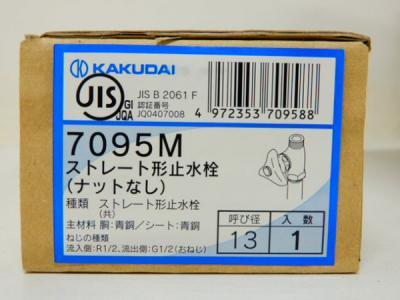 KAKUDAI
JIS
GI
JQA
JIS B 2061 F
認証番号
JQ0407008
4 972353 709588
7095M
ストレート形止水栓
(ナットなし)
種類 ストレート形止水栓
(共)
主材料 胴:青銅/シート:青銅
ねじの種類
流入側:R1/2、流出側:G1/2(おねじ)
呼び径
13
入数
1